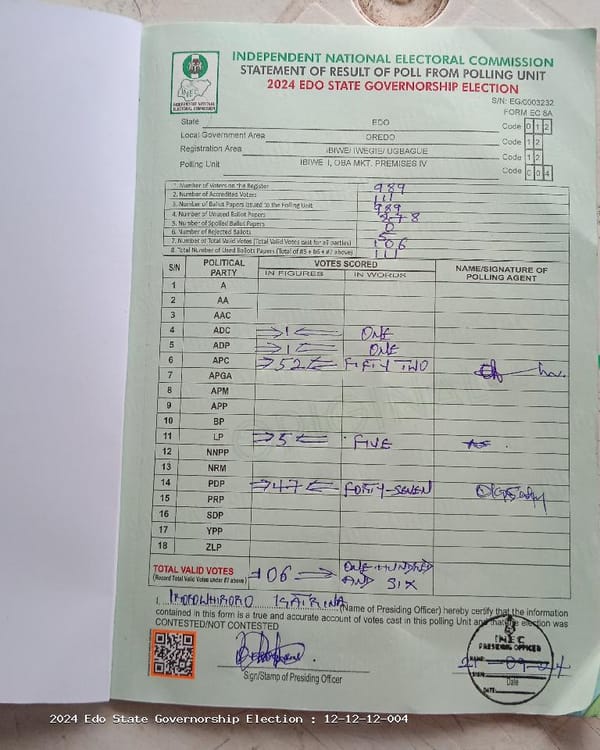 INDEPENDENT NATIONAL ELECTORAL COMMISSION
STATEMENT OF RESULT OF POLL FROM POLLING UNIT
2024 EDO STATE GOVERNORSHIP ELECTION
INEC
INDEPENDENT NATIONAL ELECTORAL COMMISSION
S/N: EG/0003232
FORM EC 8A
State EDO Code 0 1 2
Local Government Area OREDO Code 1 2
Registration Area IBIWE/ IWEGIE/ UGBAGUE Code 1 2
Polling Unit IBIWE I, OBA MKT. PREMISES IV Code 0 0 4
1. Number of Voters on the Register 989
2. Number of Accredited Voters 111
3. Number of Ballot Papers Issued to the Polling Unit 989
4. Number of Unused Ballot Papers 878
5. Number of Spoiled Ballot Papers 0
6. Number of Rejected Ballots 5
7. Number of Total Valid Votes (Total Valid Votes cast for all parties) 106
8. Total Number of Used Ballots Papers (Total of #5 + #6 + #7 above) 111
S/N POLITICAL PARTY VOTES SCORED NAME/SIGNATURE OF POLLING AGENT
IN FIGURES IN WORDS
1 A
2 AA
3 AAC
4 ADC 1 ONE
5 ADP 1 ONE
6 APC 52 FIFTY TWO
7 APGA
8 APM
9 APP
10 BP
11 LP 5 FIVE
12 NNPP
13 NRM
14 PDP 47 FORTY-SEVEN
15 PRP
16 SDP
17 YPP
18 ZLP
TOTAL VALID VOTES 106 ONE HUNDRED
(Record Total Valid Votes under #7 above) AND SIX
I, (Name of Presiding Officer) hereby certify that the information
contained in this form is a true and accurate account of votes cast in this polling Unit and that the election was
CONTESTED/NOT CONTESTED
INEC
PRESIDING OFFICER
NAME:
SIGN:
DATE:
21-09-24
Sign/Stamp of Presiding Officer Date
2024 Edo State Governorship Election : 12-12-12-004